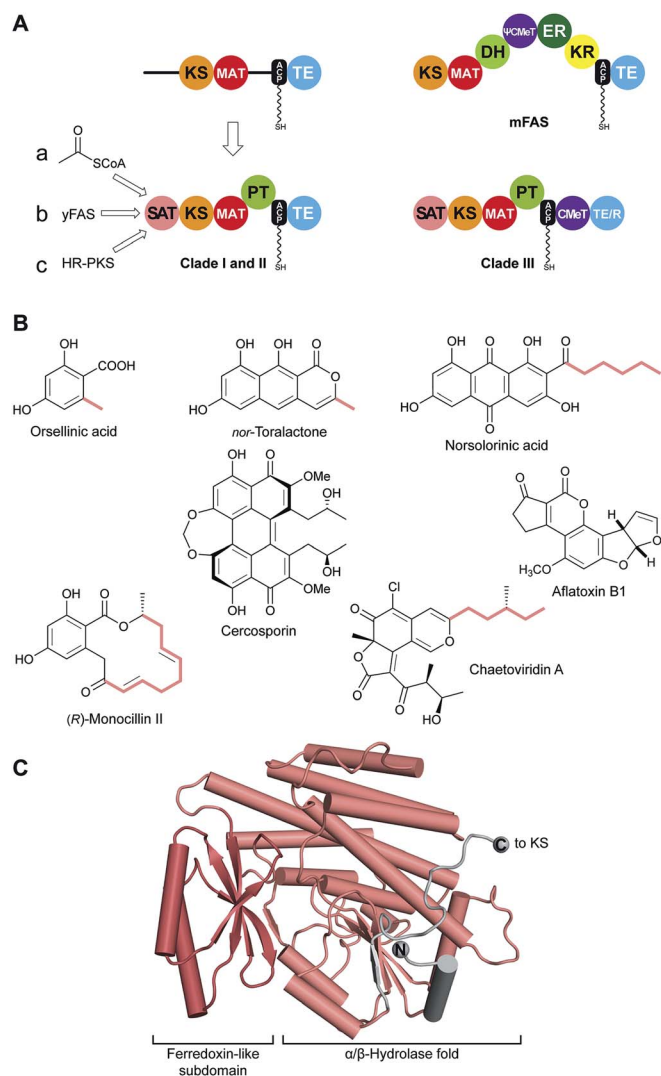 A
KS MAT ACP TE
SH
KS MAT DH ΨCMeT ER KR ACP TE
SH
mFAS
a
O
SCoA
b yFAS
c HR-PKS
SAT KS MAT PT ACP TE
SH
Clade I and II
SAT KS MAT PT ACP CMeT TE/R
SH
Clade III
B
OH
COOH
HO
Orsellinic acid
OH OH O
O
HO
nor-Toralactone
OH O OH O
HO OH
O
Norsolorinic acid
OH O
OMe
OH
O
O
OH
OMe
OH O
Cercosporin
O O
O
H
O
H3CO O
H
Aflatoxin B1
OH O
O
HO
O
(R)-Monocillin II
Cl
O
O
O
O
O
HO
Chaetoviridin A
C
C to KS
N
Ferredoxin-like
subdomain
α/β-Hydrolase fold